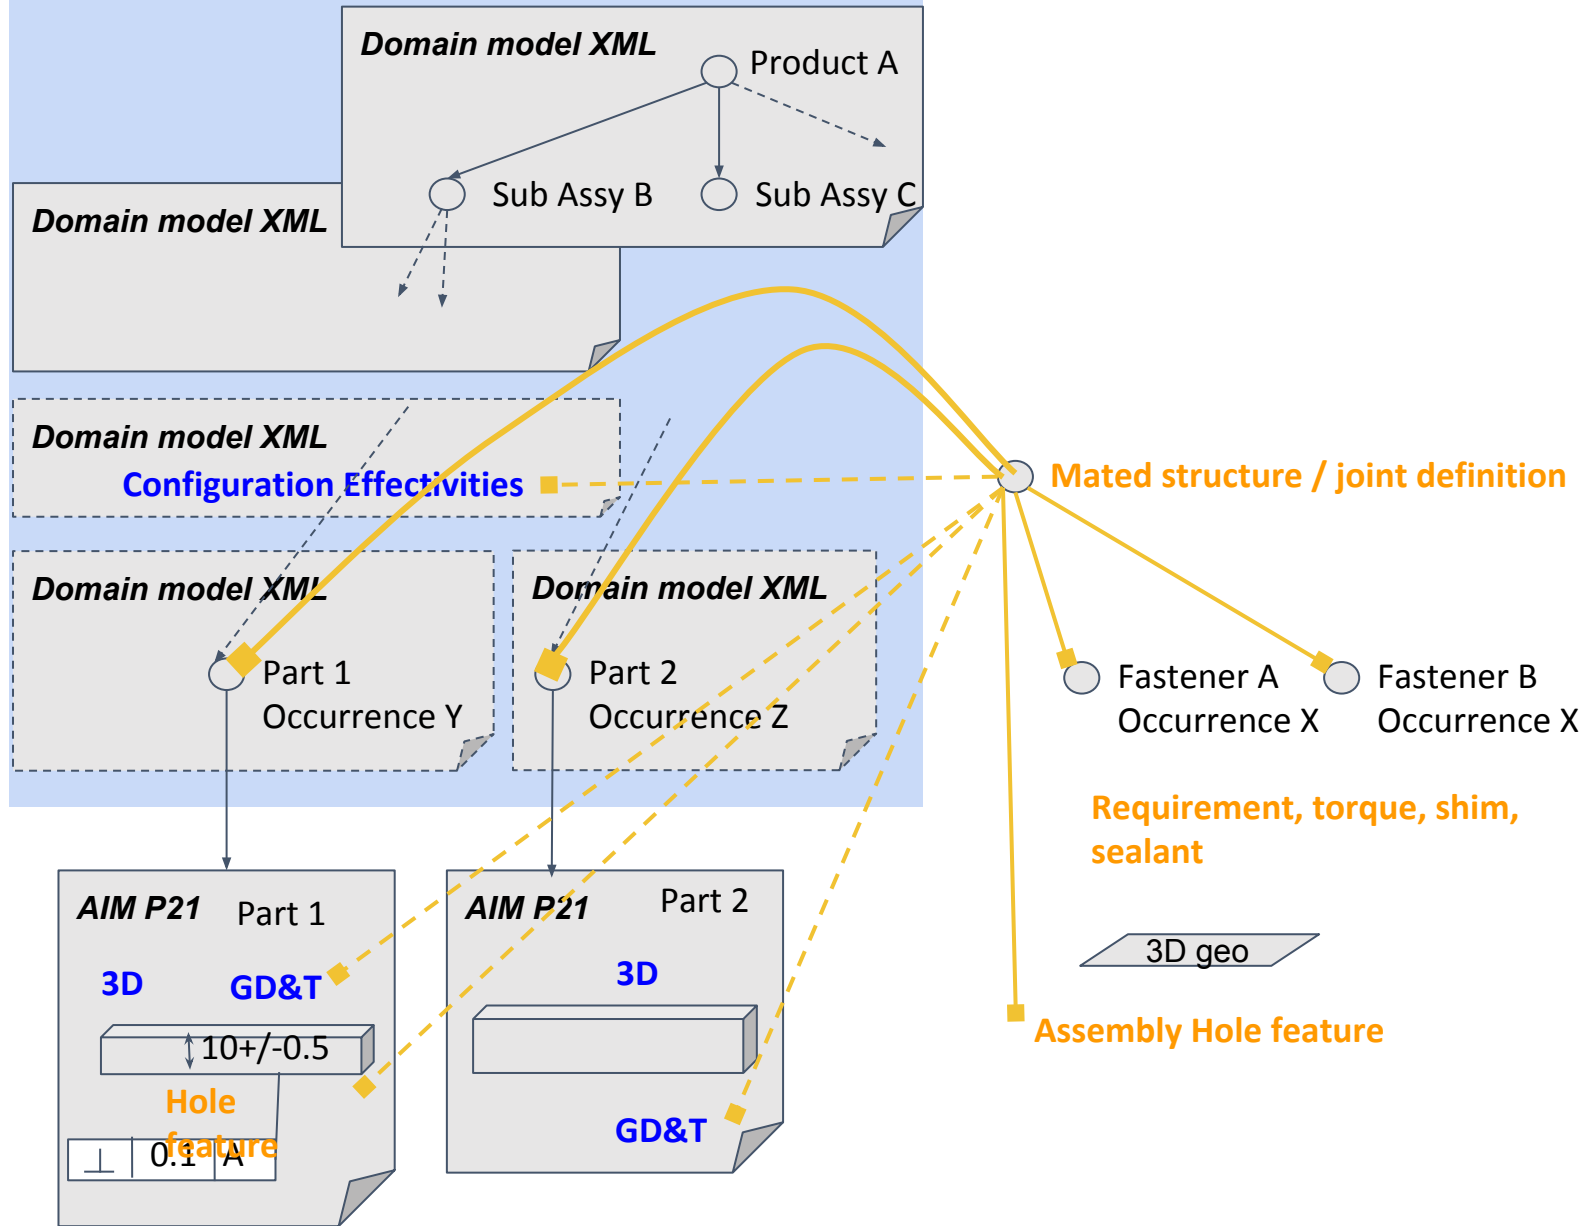 Domain model XML
Product A
Sub Assy B
Sub Assy C
Domain model XML
Domain model XML
Configuration Effectivities
Mated structure / joint definition
Domain model XML
Part 1
Occurrence Y
Domain model XML
Part 2
Occurrence Z
Fastener A
Occurrence X
Fastener B
Occurrence X
Requirement, torque, shim,
sealant
3D geo
Assembly Hole feature
AIM P21
Part 1
3D
GD&T
10+/-0.5
Hole
feature
⊥ 0.1 A
AIM P21
Part 2
3D
GD&T